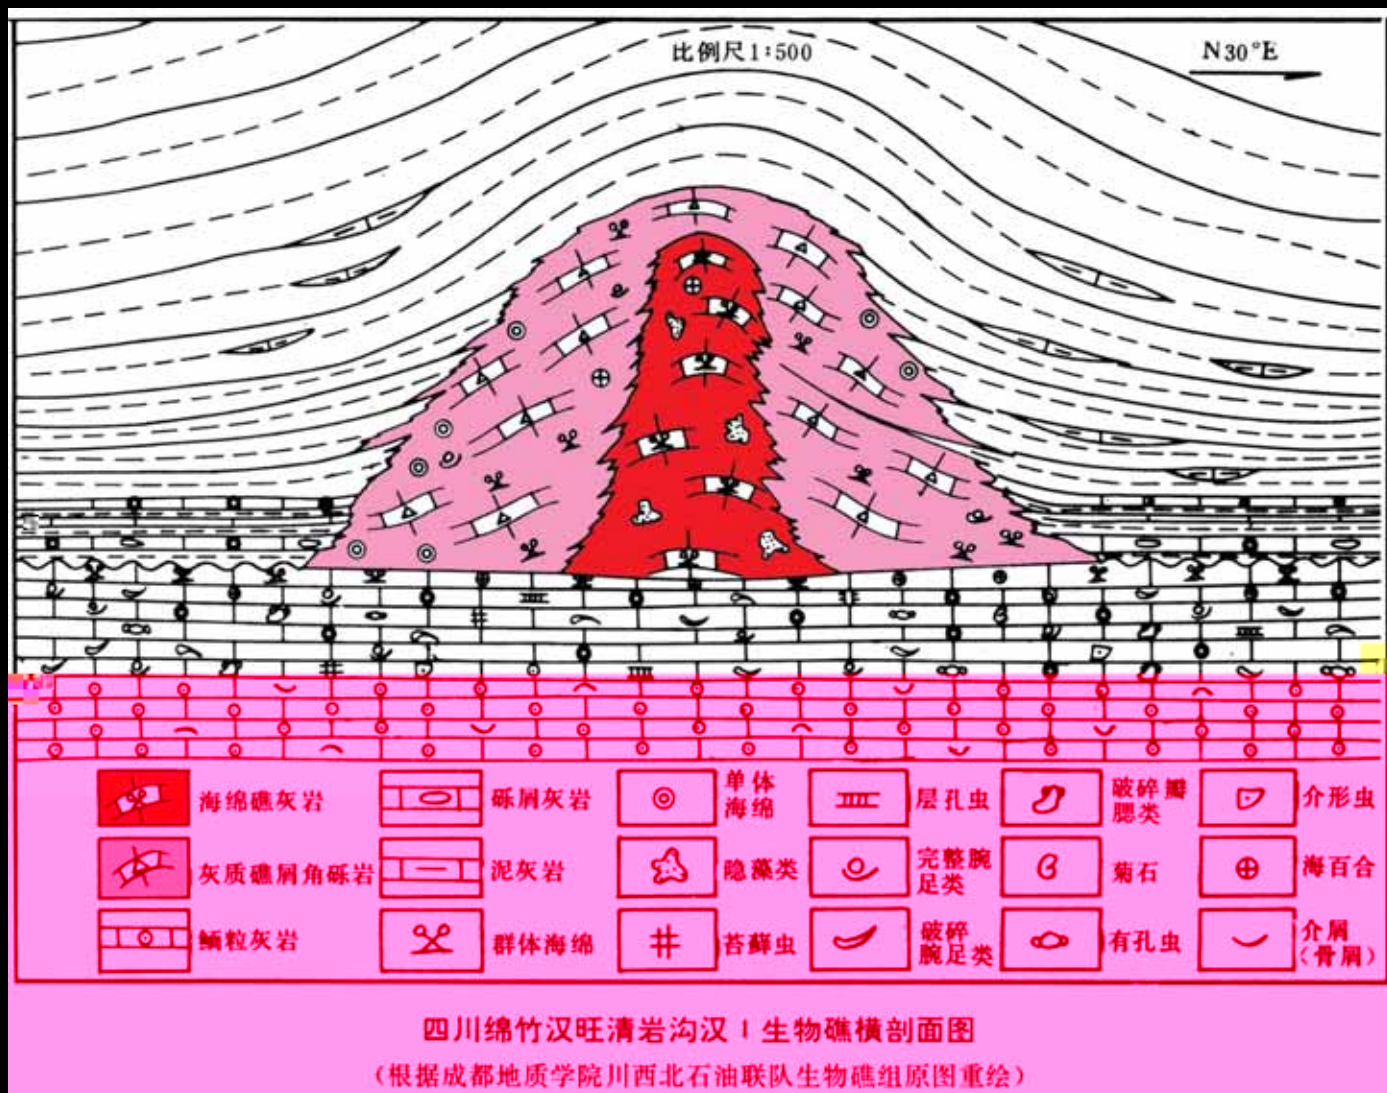 比例尺1:500
N30°E
海绵礁灰岩
砾屑灰岩
单体
海绵
层孔虫
破碎瓣
腮类
介形虫
灰质礁屑角砾岩
泥灰岩
隐藻类
完整腕
足类
菊石
海百合
鲕粒灰岩
群体海绵
苔藓虫
破碎
腕足类
有孔虫
介屑
(骨屑)
四川绵竹汉旺清岩沟汉1生物礁横剖面图
(根据成都地质学院川西北石油联队生物礁组原图重绘)